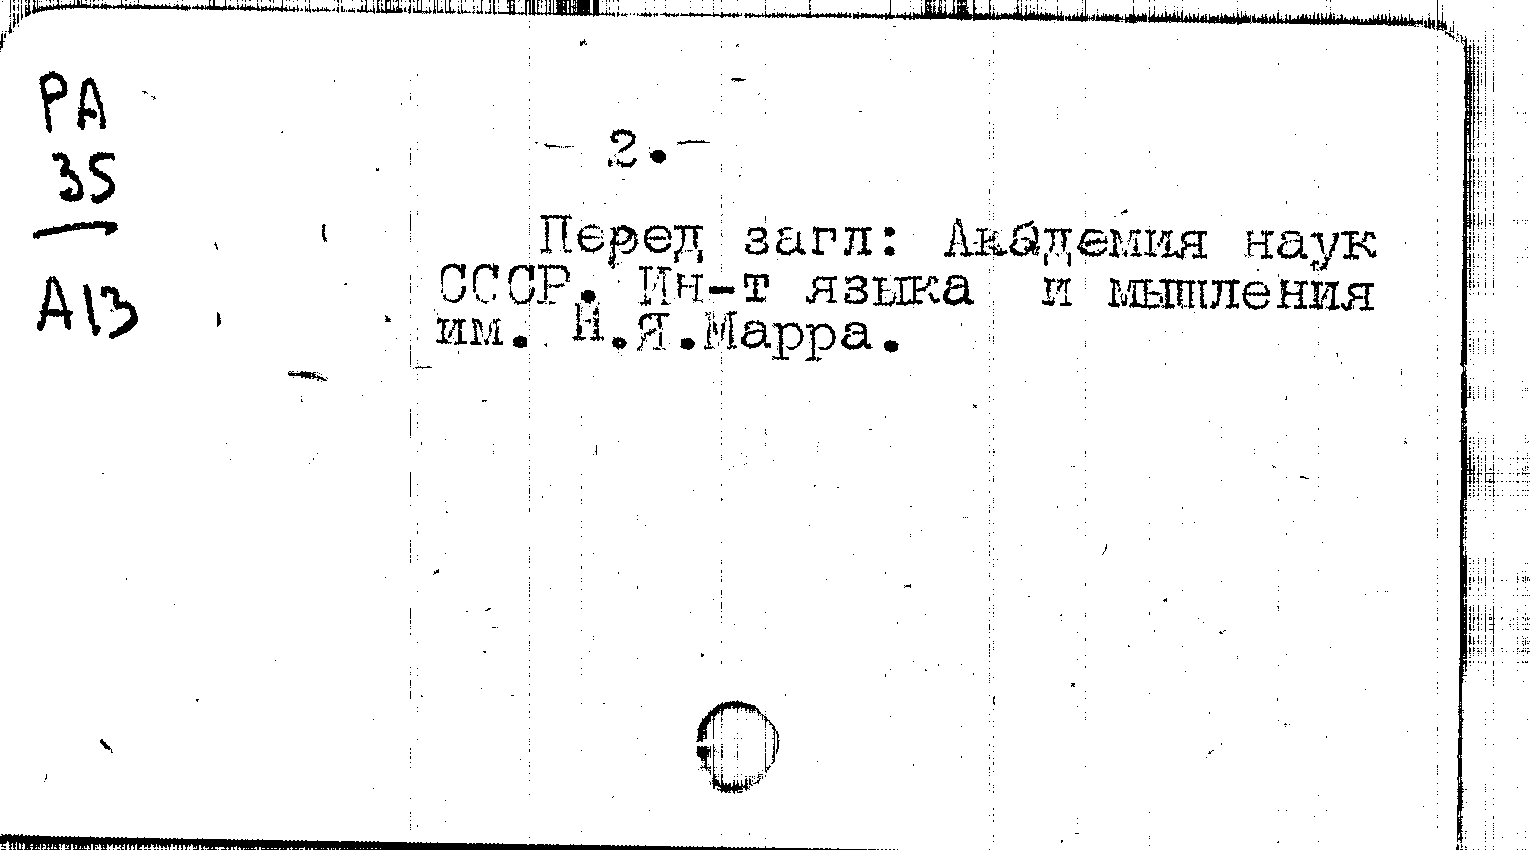 PA
35
A13
- 2.-
Перед загл: Академия наук
СССР. Ин-т языка и мышления
им. Н.Я.Марра.